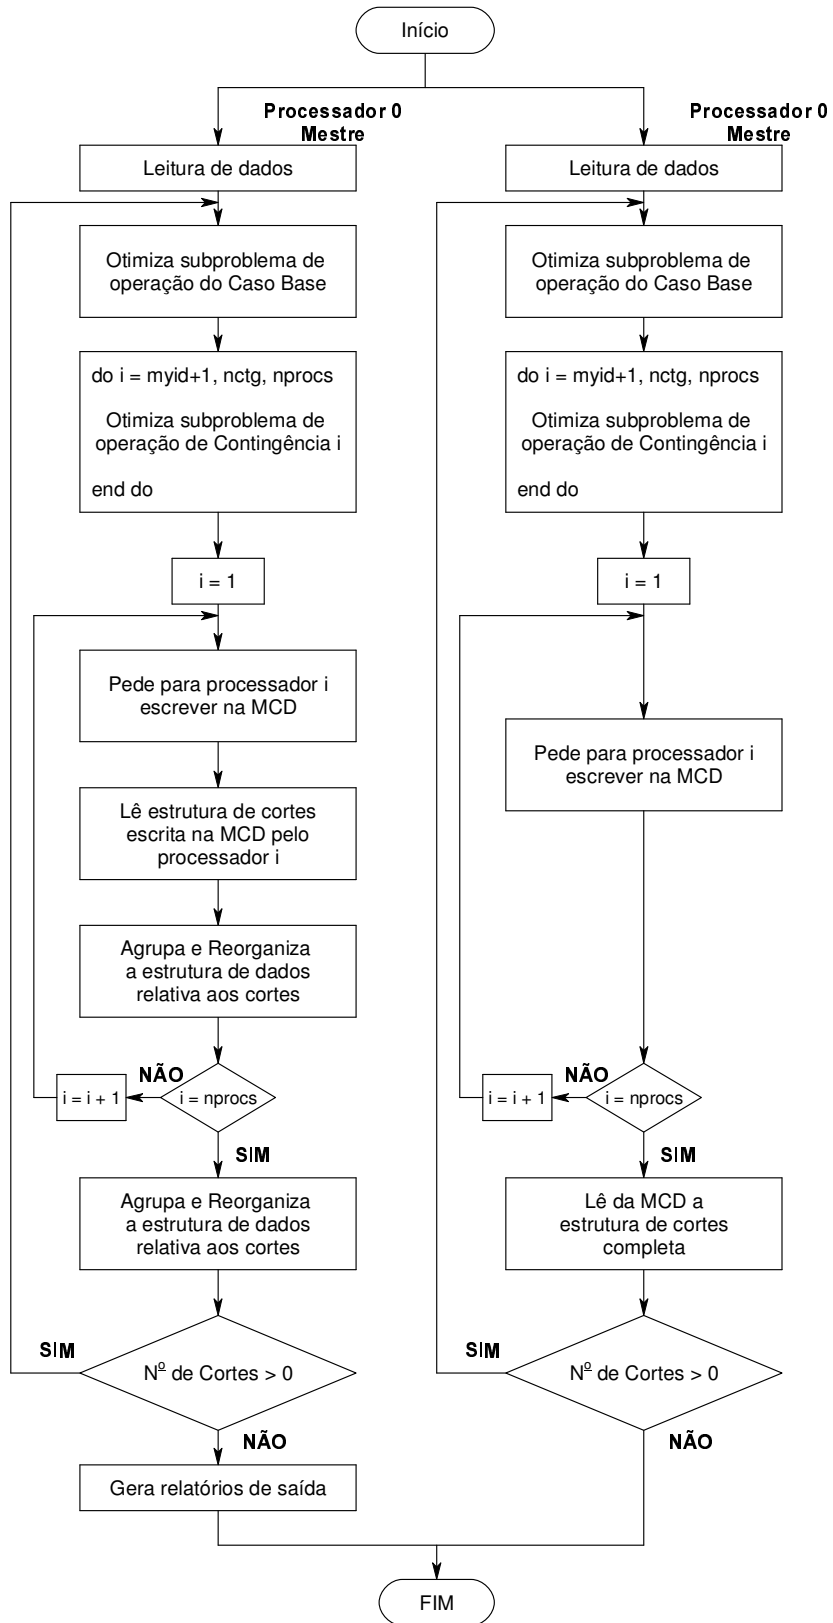 Início
Processador 0
Mestre
Leitura de dados
Otimiza subproblema de
operação do Caso Base
do i = myid+1, nctg, nprocs
Otimiza subproblema de
operação de Contingência i
end do
i = 1
Pede para processador i
escrever na MCD
Lê estrutura de cortes
escrita na MCD pelo
processador i
Agrupa e Reorganiza
a estrutura de dados
relativa aos cortes
NÃO
i = i + 1
i = nprocs
SIM
Agrupa e Reorganiza
a estrutura de dados
relativa aos cortes
SIM
Nº de Cortes > 0
NÃO
Gera relatórios de saída
Processador 0
Mestre
Leitura de dados
Otimiza subproblema de
operação do Caso Base
do i = myid+1, nctg, nprocs
Otimiza subproblema de
operação de Contingência i
end do
i = 1
Pede para processador i
escrever na MCD
NÃO
i = i + 1
i = nprocs
SIM
Lê da MCD a
estrutura de cortes
completa
SIM
Nº de Cortes > 0
NÃO
FIM